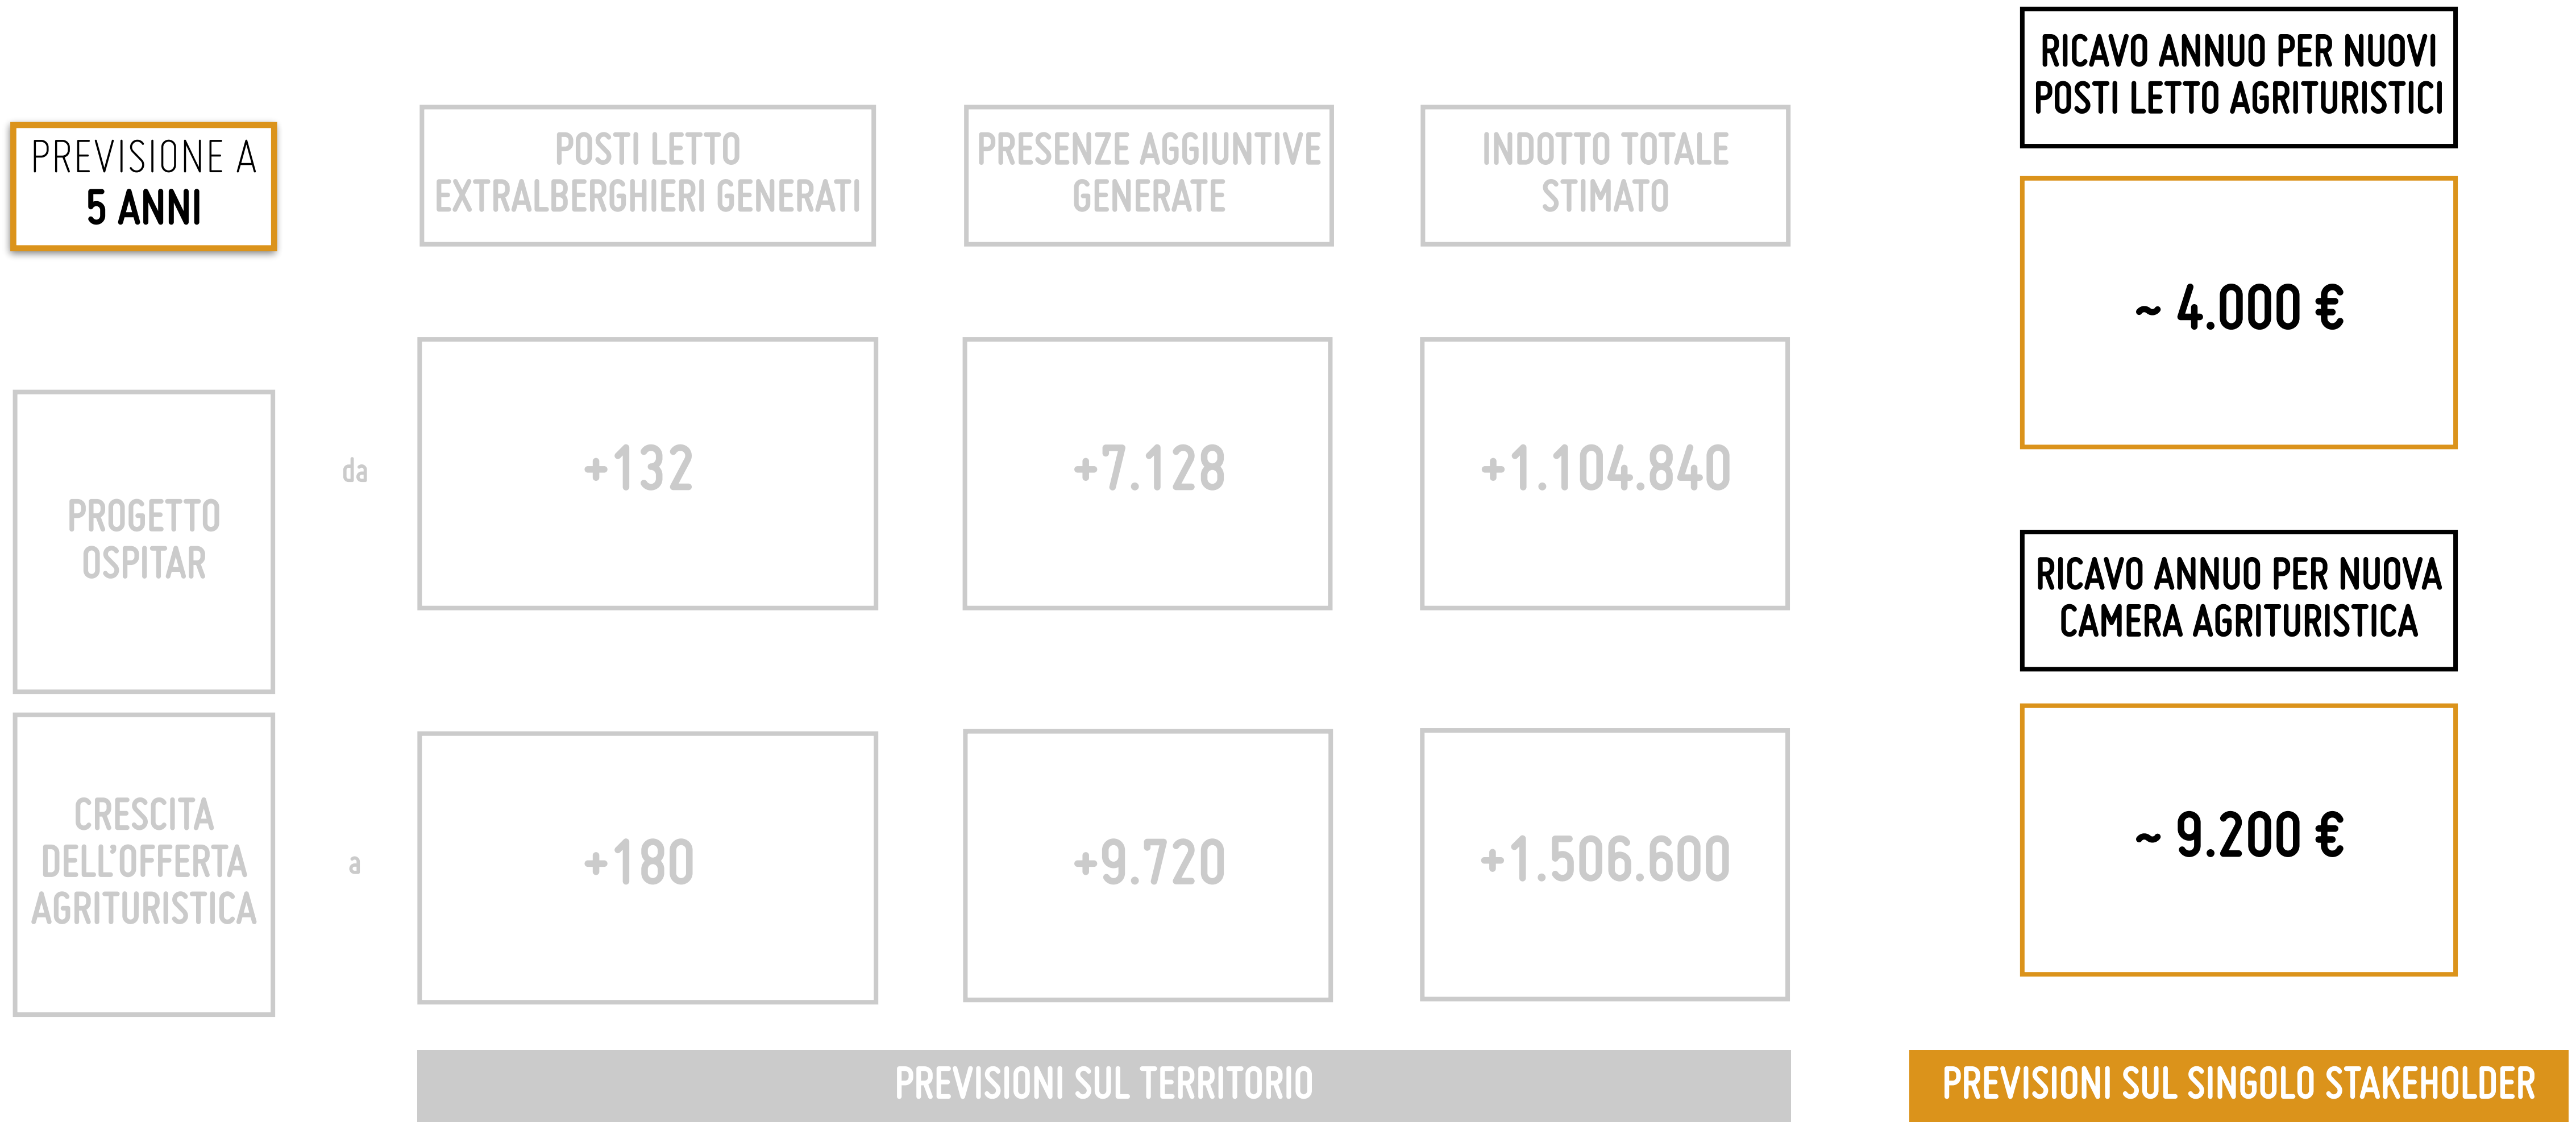 PREVISIONE A
5 ANNI
POSTI LETTO
EXTRALBERGHIERI GENERATI
PRESENZE AGGIUNTIVE
GENERATE
INDOTTO TOTALE
STIMATO
RICAVO ANNUO PER NUOVI
POSTI LETTO AGRITURISTICI
~ 4.000 €
PROGETTO
OSPITAR
da
+132
+7.128
+1.104.840
RICAVO ANNUO PER NUOVA
CAMERA AGRITURISTICA
CRESCITA
DELL'OFFERTA
AGRITURISTICA
a
+180
+9.720
+1.506.600
~ 9.200 €
PREVISIONI SUL TERRITORIO
PREVISIONI SUL SINGOLO STAKEHOLDER